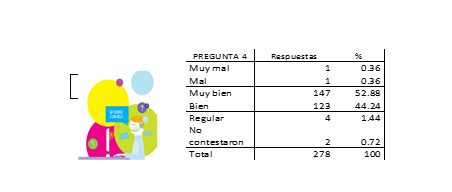 PREGUNTA 4 Respuestas %
Muy mal 1 0.36
Mal 1 0.36
Muy bien 147 52.88
Bien 123 44.24
Regular 4 1.44
No
contestaron 2 0.72
Total 278 100